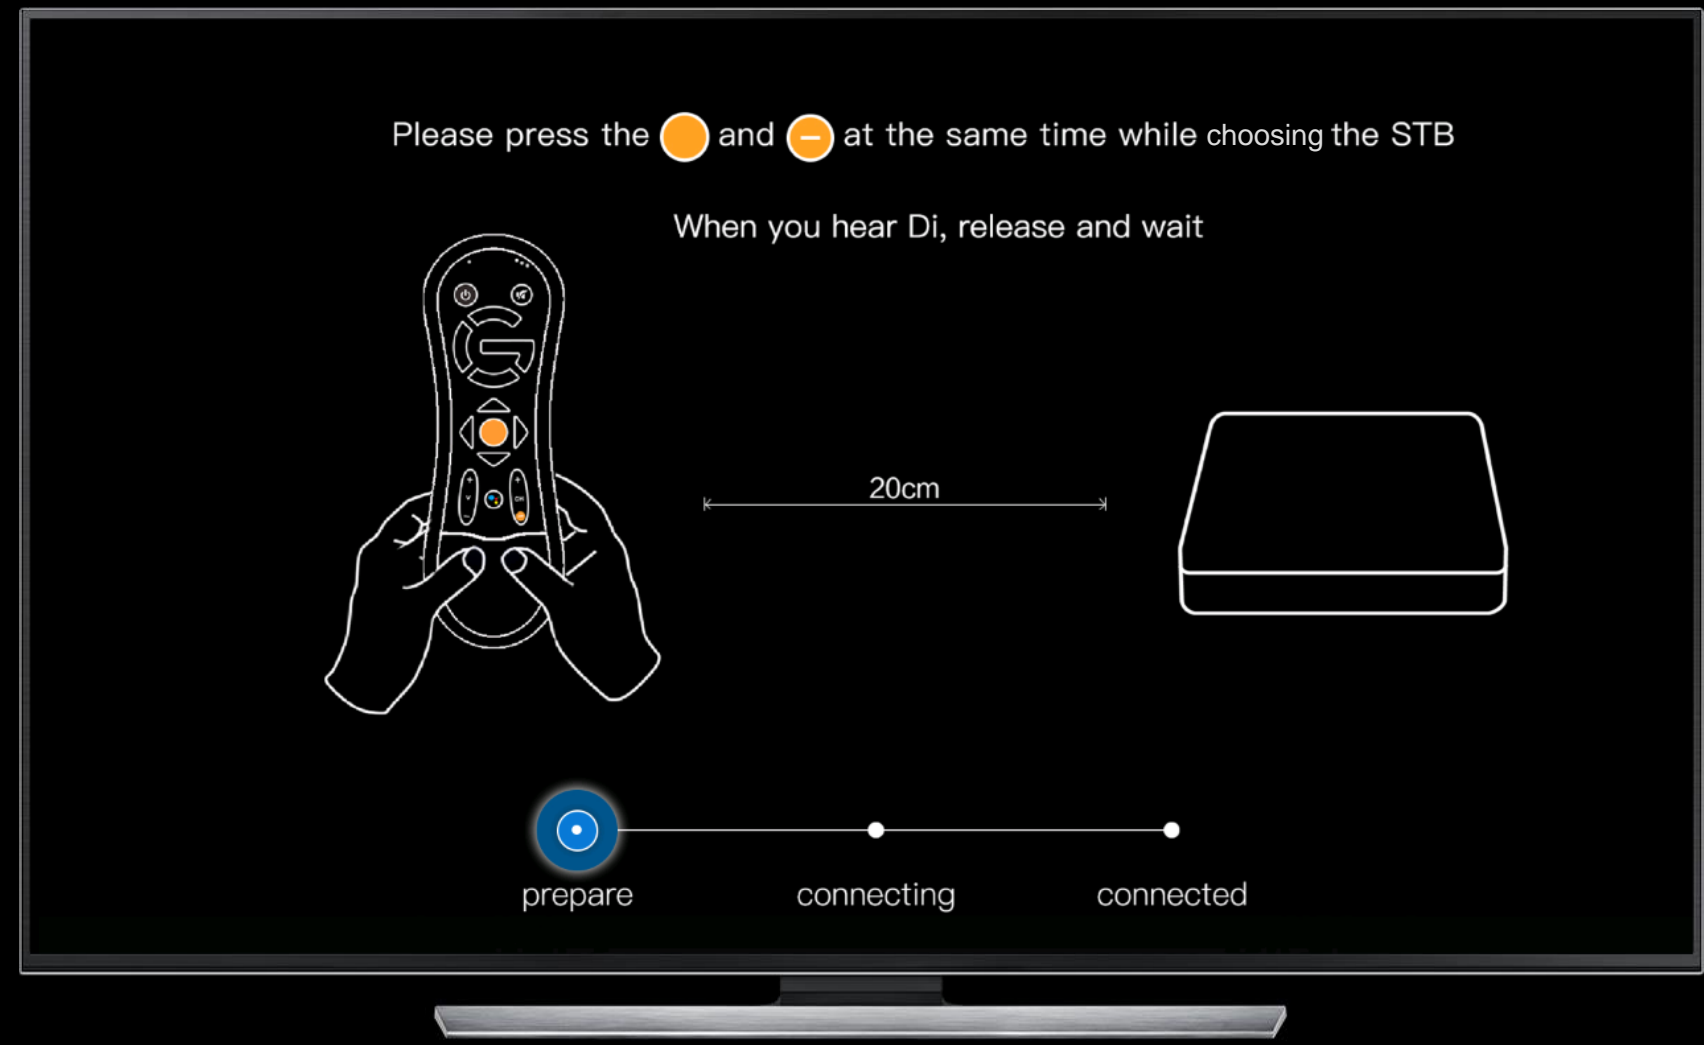 Please press the and − at the same time while choosing the STB
When you hear Di, release and wait
G
+ +
V CH
−
20cm
prepare connecting connected